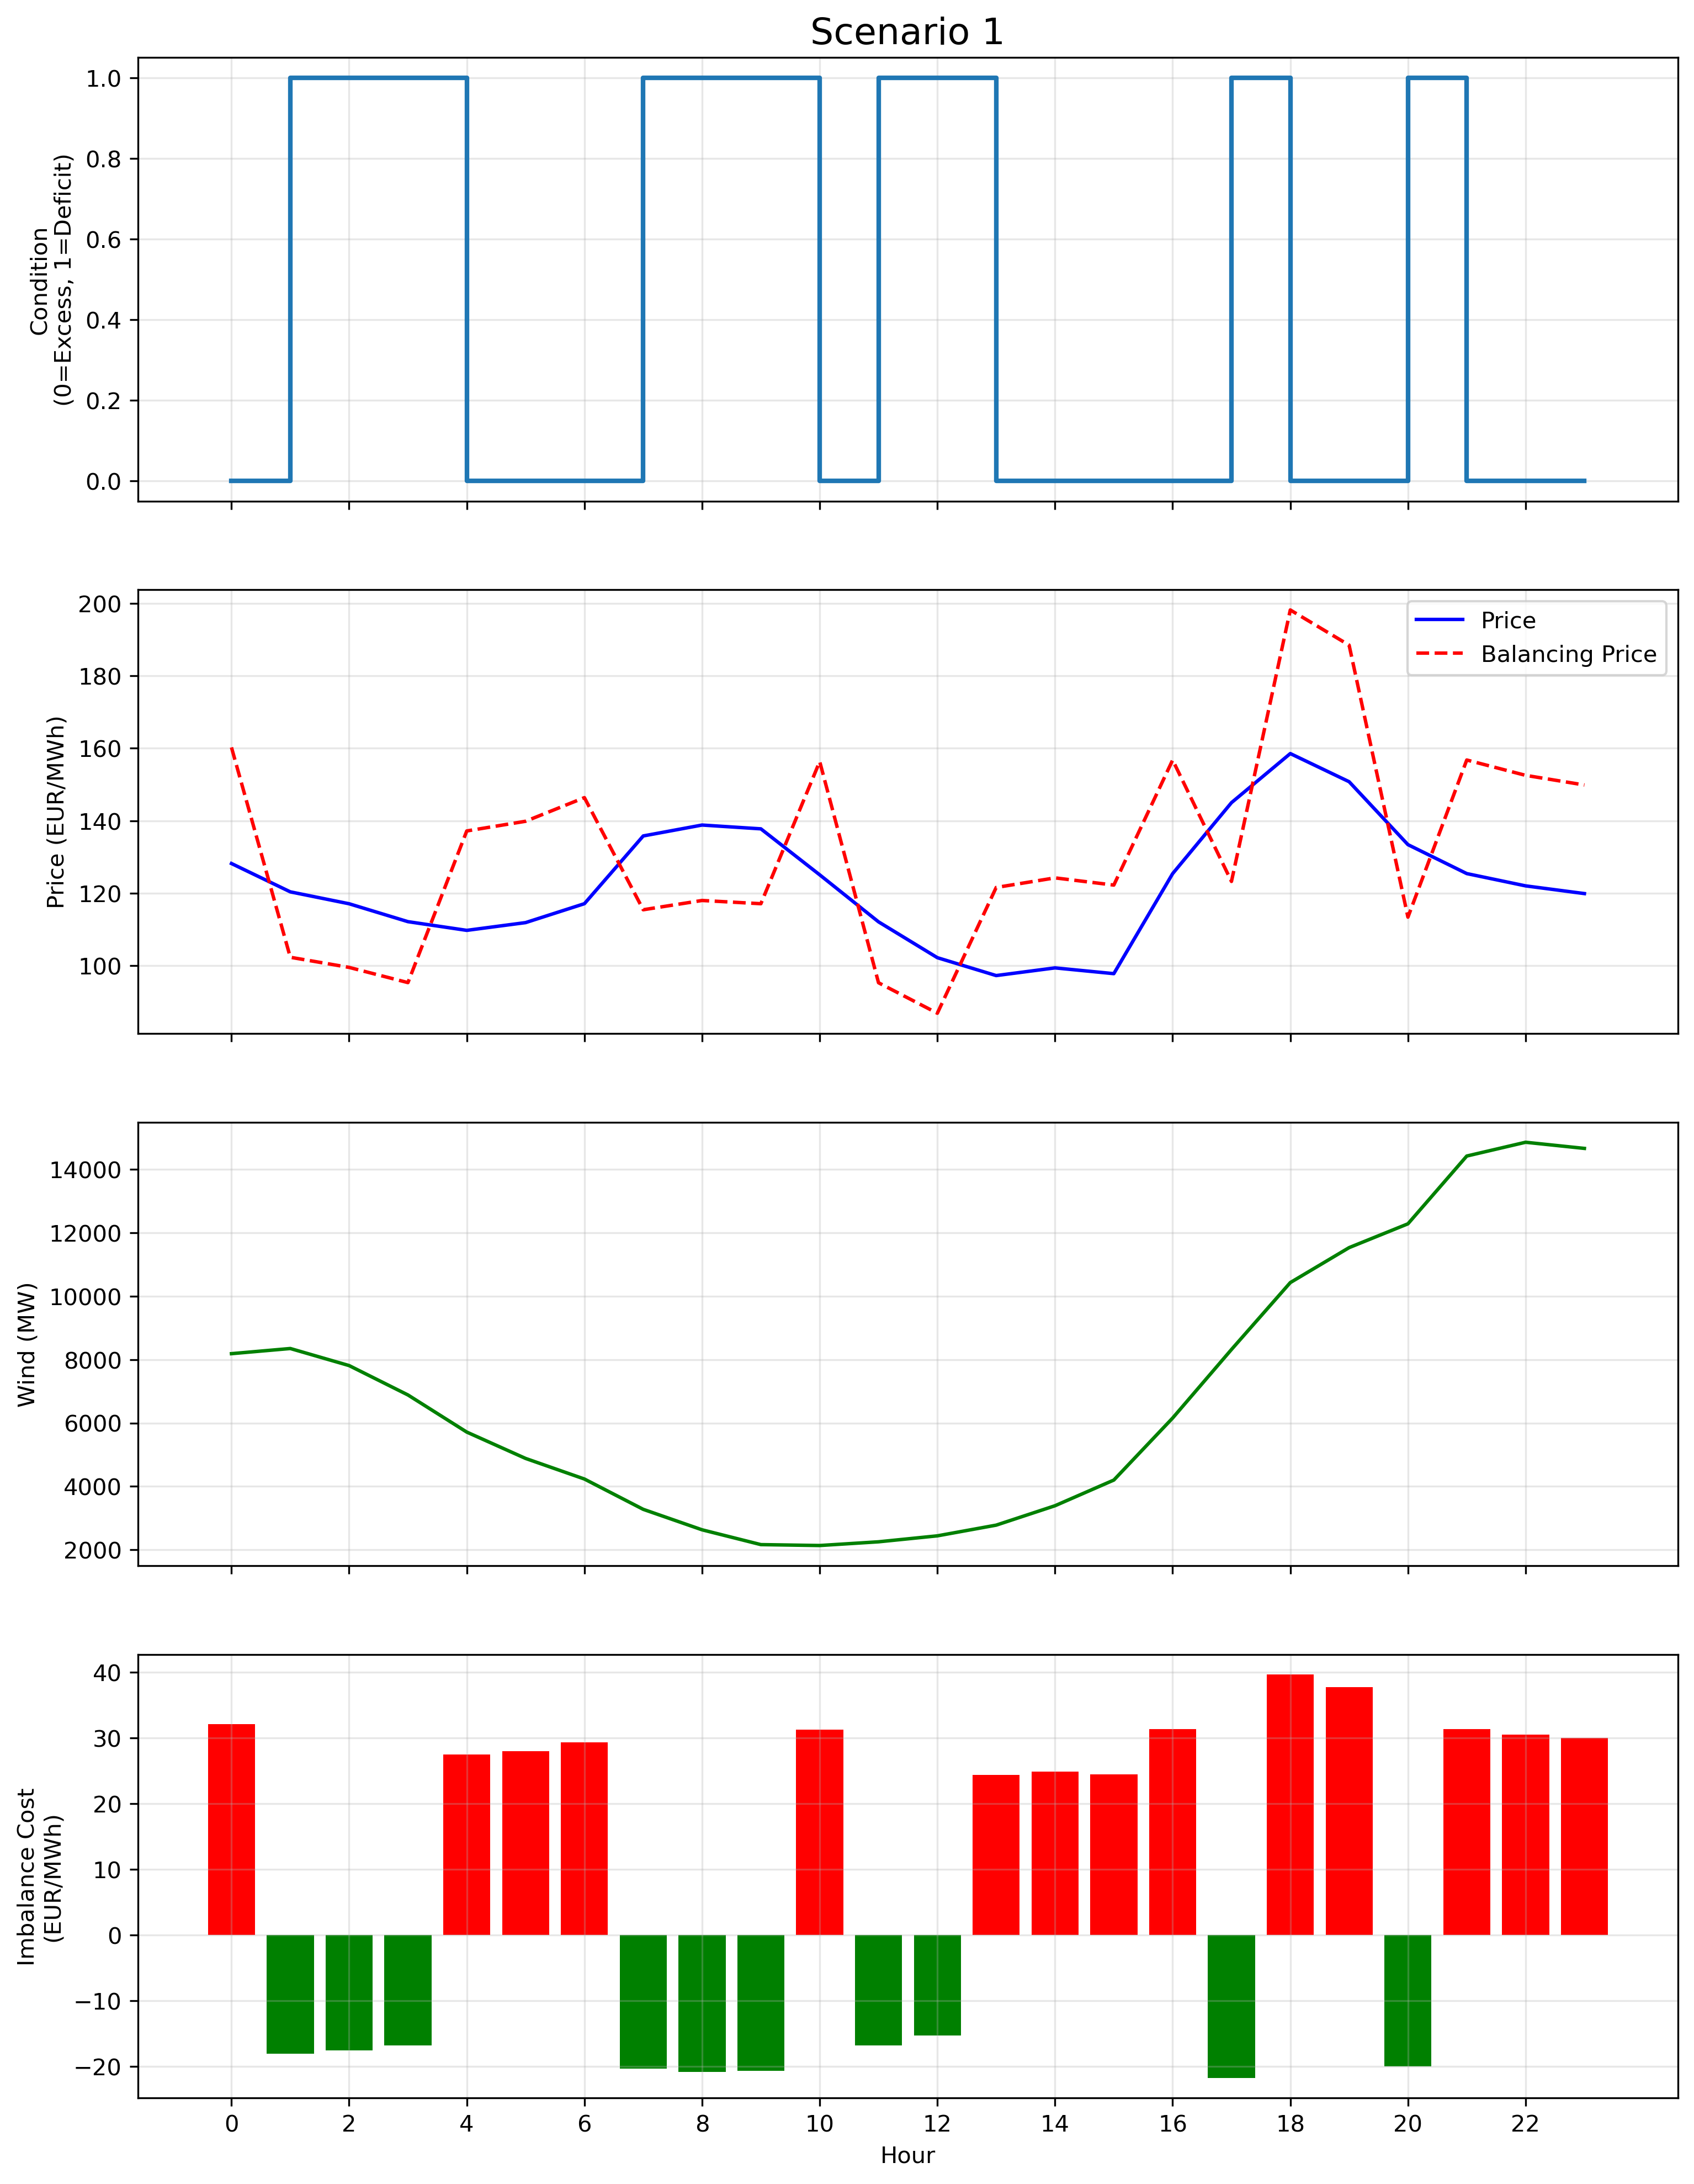 Scenario 1
Condition
(0=Excess, 1=Deficit)
1.0
0.8
0.6
0.4
0.2
0.0
Price (EUR/MWh)
200
180
160
140
120
100
Price
Balancing Price
Wind (MW)
14000
12000
10000
8000
6000
4000
2000
Imbalance Cost
(EUR/MWh)
40
30
20
10
0
−10
−20
0 2 4 6 8 10 12 14 16 18 20 22
Hour